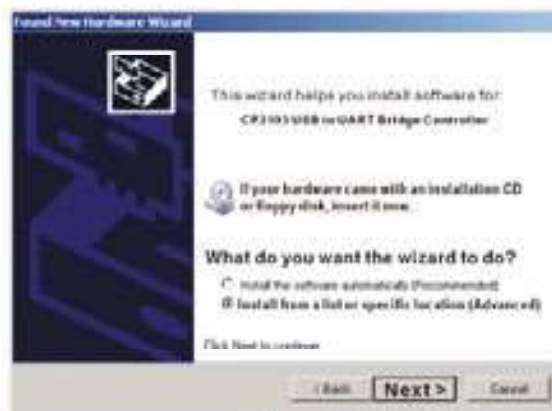 Found New Hardware Wizard
This wizard helps you install software for:
CP2103 USB to UART Bridge Controller
If your hardware came with an installation CD
or floppy disk, insert it now.
What do you want the wizard to do?
Install the software automatically (Recommended)
Install from a list or specific location (Advanced)
Click Next to continue.
< Back
Next >
Cancel